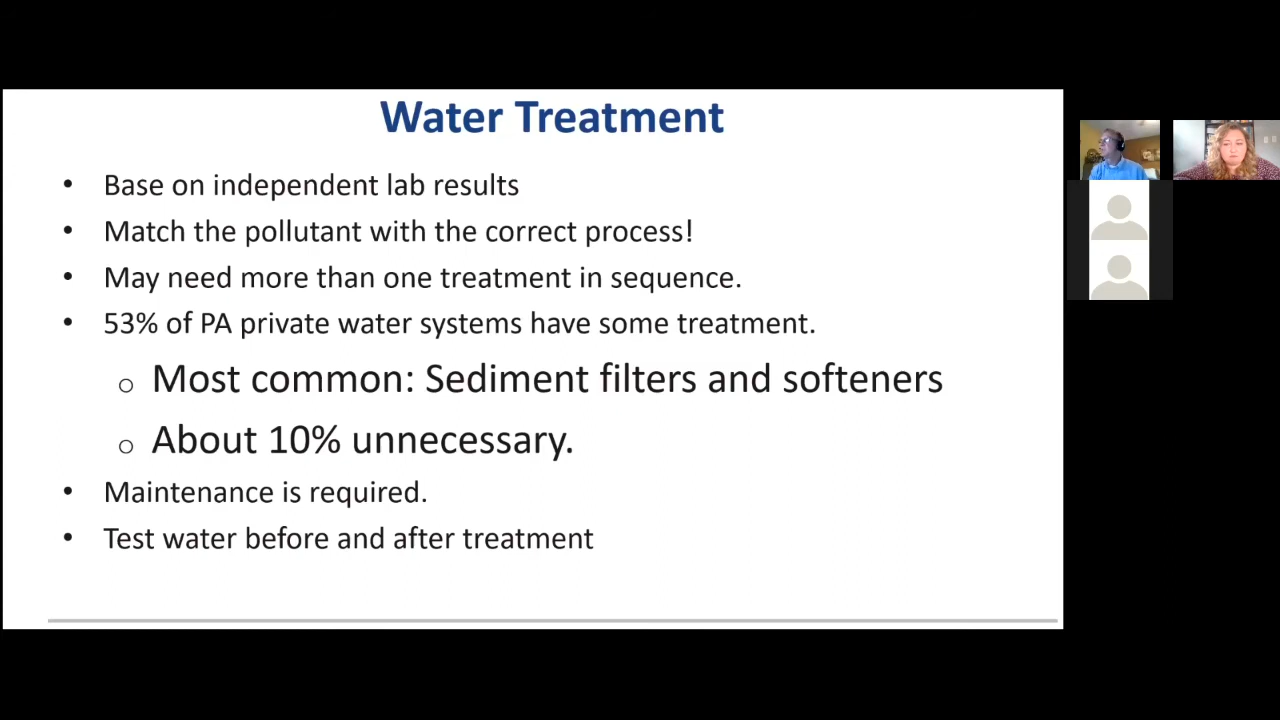 Water Treatment
• Base on independent lab results
• Match the pollutant with the correct process!
• May need more than one treatment in sequence.
• 53% of PA private water systems have some treatment.
o Most common: Sediment filters and softeners
o About 10% unnecessary.
• Maintenance is required.
• Test water before and after treatment